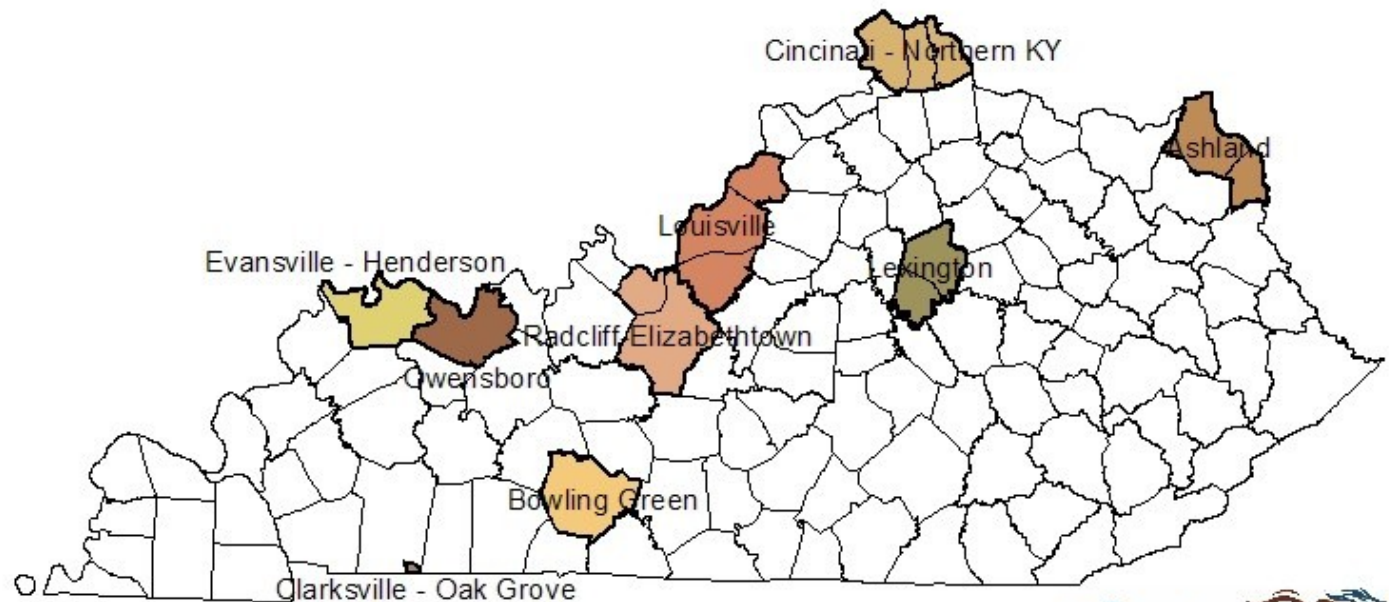 Cincinati - Northern KY
Ashland
Louisville
Evansville - Henderson
Lexington
Radcliff-Elizabethtown
Owensboro
Bowling Green
Clarksville - Oak Grove